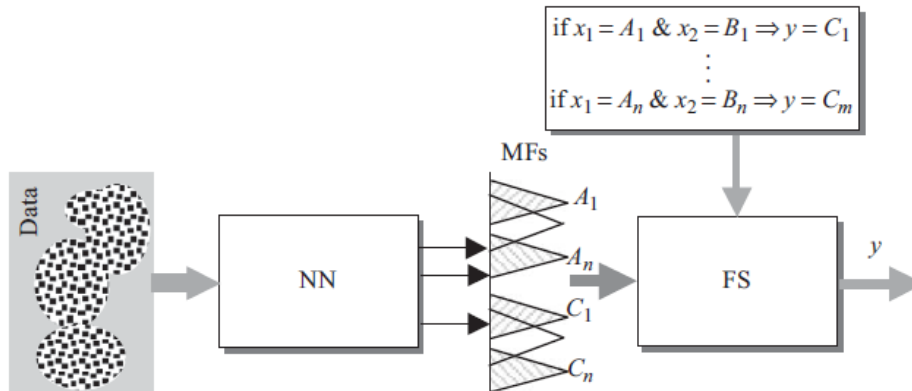 if x₁ = A₁ & x₂ = B₁ ⇒ y = C₁
⋮
if x₁ = Aₙ & x₂ = Bₙ ⇒ y = Cₘ
MFs
Data
A₁
Aₙ
NN
FS
y
C₁
Cₙ